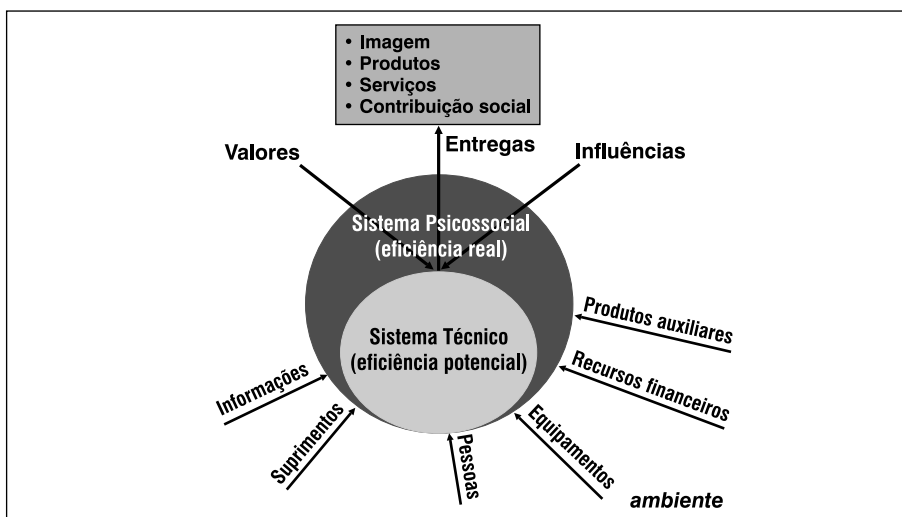 • Imagem
• Produtos
• Serviços
• Contribuição social
Valores
Entregas
Influências
Sistema Psicossocial
(eficiência real)
Sistema Técnico
(eficiência potencial)
Produtos auxiliares
Recursos financeiros
Informações
Suprimentos
Pessoas
Equipamentos
ambiente